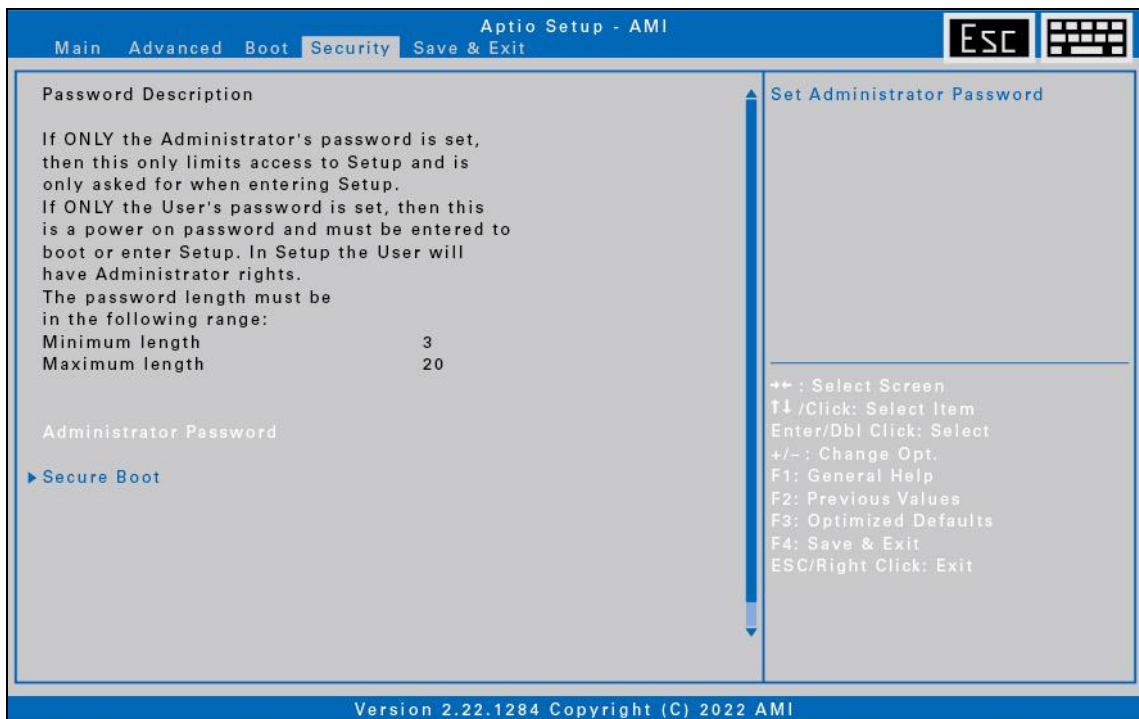 Aptio Setup - AMI
Main Advanced Boot Security Save & Exit
Esc
Password Description
If ONLY the Administrator's password is set,
then this only limits access to Setup and is
only asked for when entering Setup.
If ONLY the User's password is set, then this
is a power on password and must be entered to
boot or enter Setup. In Setup the User will
have Administrator rights.
The password length must be
in the following range:
Minimum length 3
Maximum length 20
Administrator Password
Secure Boot
Set Administrator Password
→← : Select Screen
↑↓ /Click: Select Item
Enter/Dbl Click: Select
+/– : Change Opt.
F1: General Help
F2: Previous Values
F3: Optimized Defaults
F4: Save & Exit
ESC/Right Click: Exit
Version 2.22.1284 Copyright (C) 2022 AMI